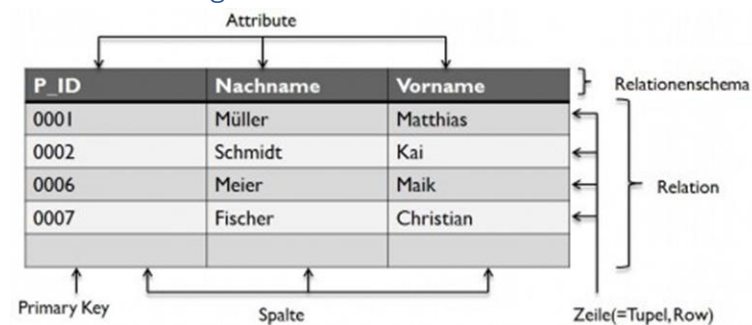 Attribute
P_ID Nachname Vorname
Relationenschema
0001 Müller Matthias
0002 Schmidt Kai
0006 Meier Maik
Relation
0007 Fischer Christian
Primary Key
Spalte
Zeile(=Tupel,Row)